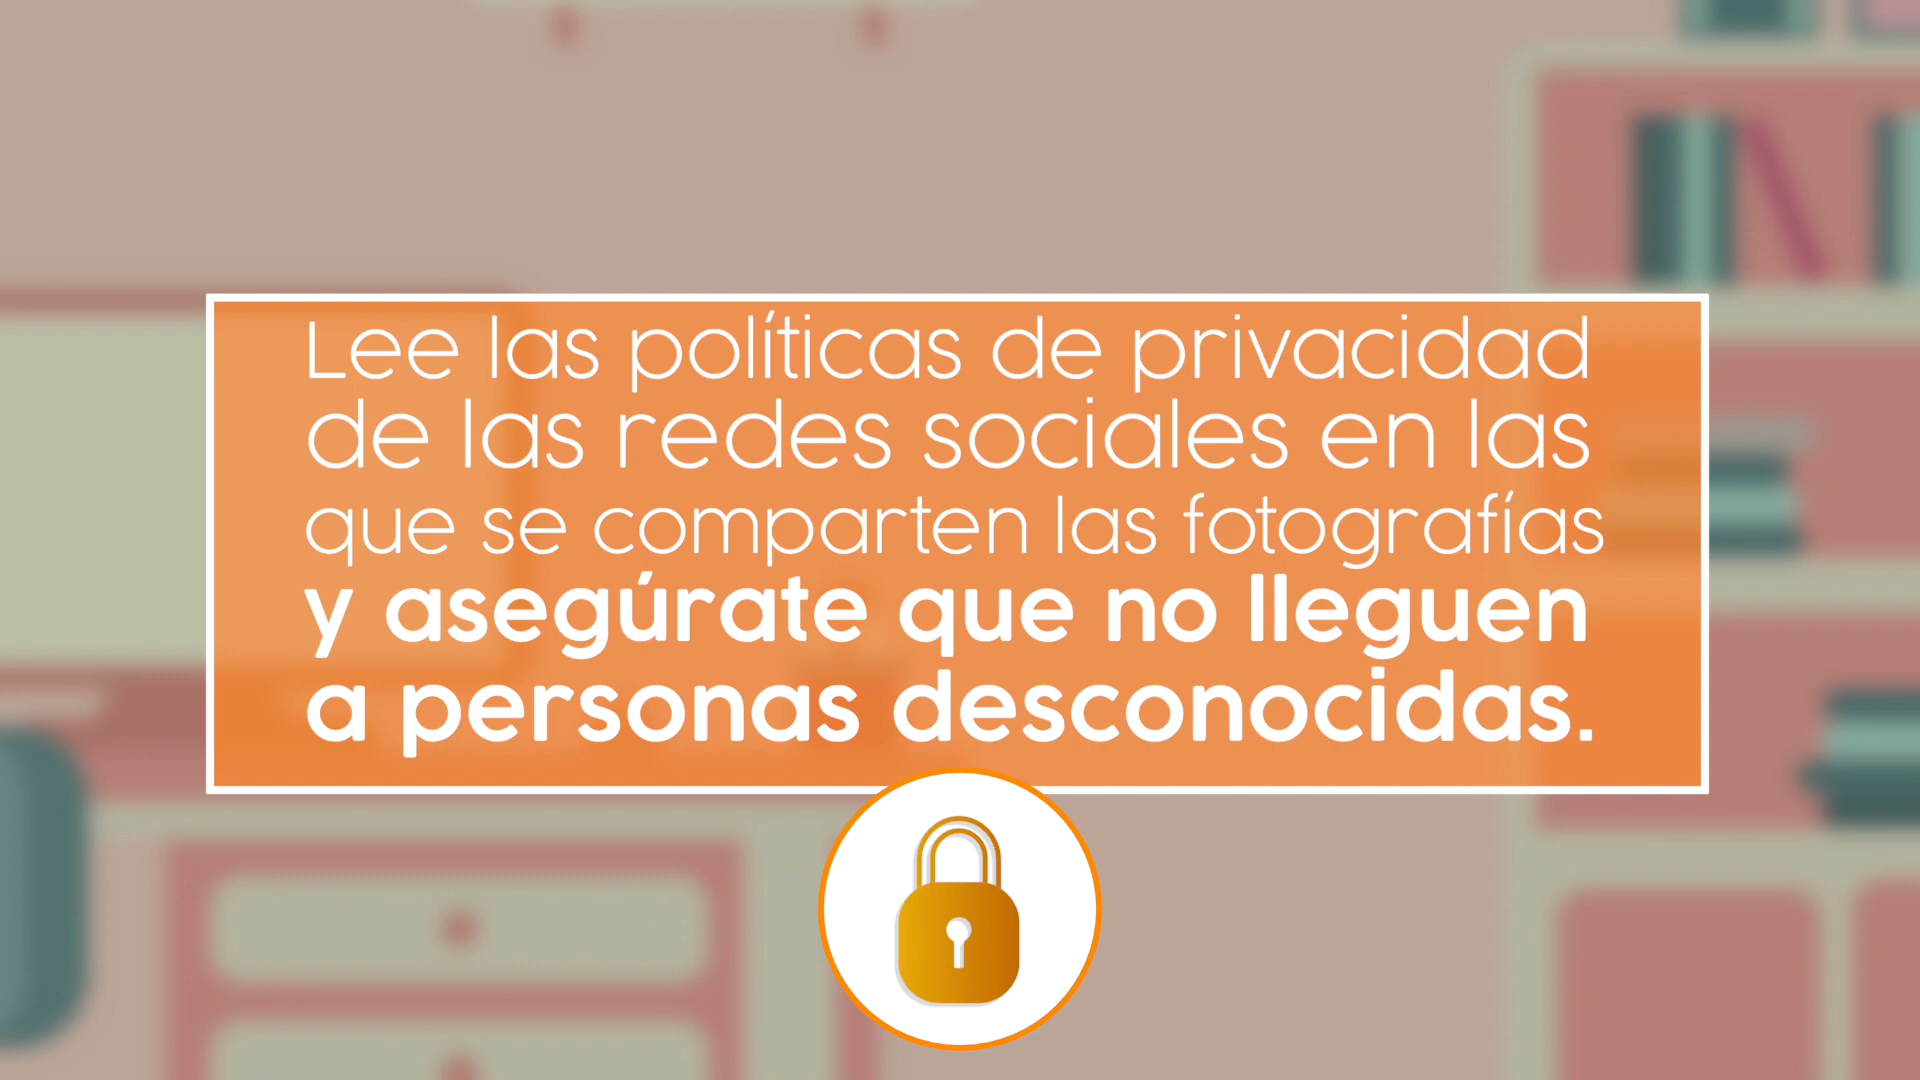 Lee las políticas de privacidad
de las redes sociales en las
que se comparten las fotografías
y asegúrate que no lleguen
a personas desconocidas.